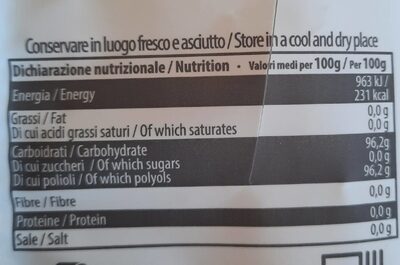 Conservare in luogo fresco e asciutto / Store in a cool and dry place
Dichiarazione nutrizionale / Nutrition • Valori medi per 100g / Per 100g
Energia / Energy 963 kJ / 231 kcal
Grassi / Fat 0,0 g
Di cui acidi grassi saturi / Of which saturates 0,0 g
Carboidrati / Carbohydrate 96,2g
Di cui zuccheri / Of which sugars 0,0 g
Di cui polioli / Of which polyols 96,2 g
Fibre / Fibre 0,0 g
Proteine / Protein 0,0 g
Sale / Salt 0,0 g